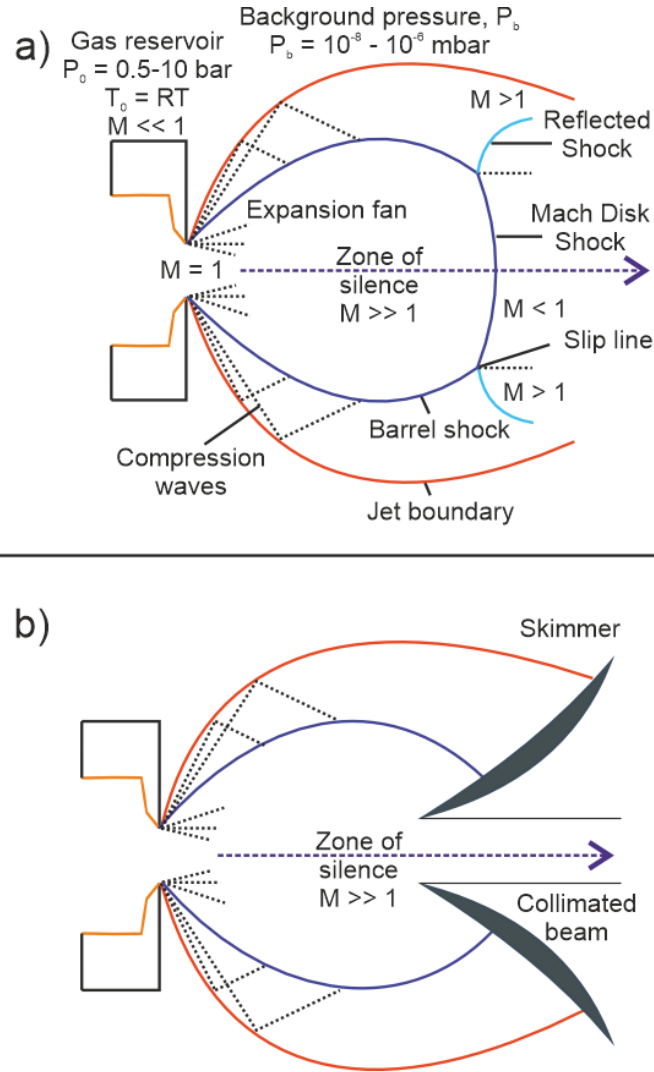 a)
Gas reservoir
P₀ = 0.5-10 bar
T₀ = RT
M << 1
Background pressure, P_b
P_b = 10⁻⁸ - 10⁻⁶ mbar
M >1
Reflected
Shock
Expansion fan
Mach Disk
Shock
M = 1
Zone of
silence
M >> 1
M < 1
Slip line
M > 1
Barrel shock
Compression
waves
Jet boundary
b)
Skimmer
Zone of
silence
M >> 1
Collimated
beam